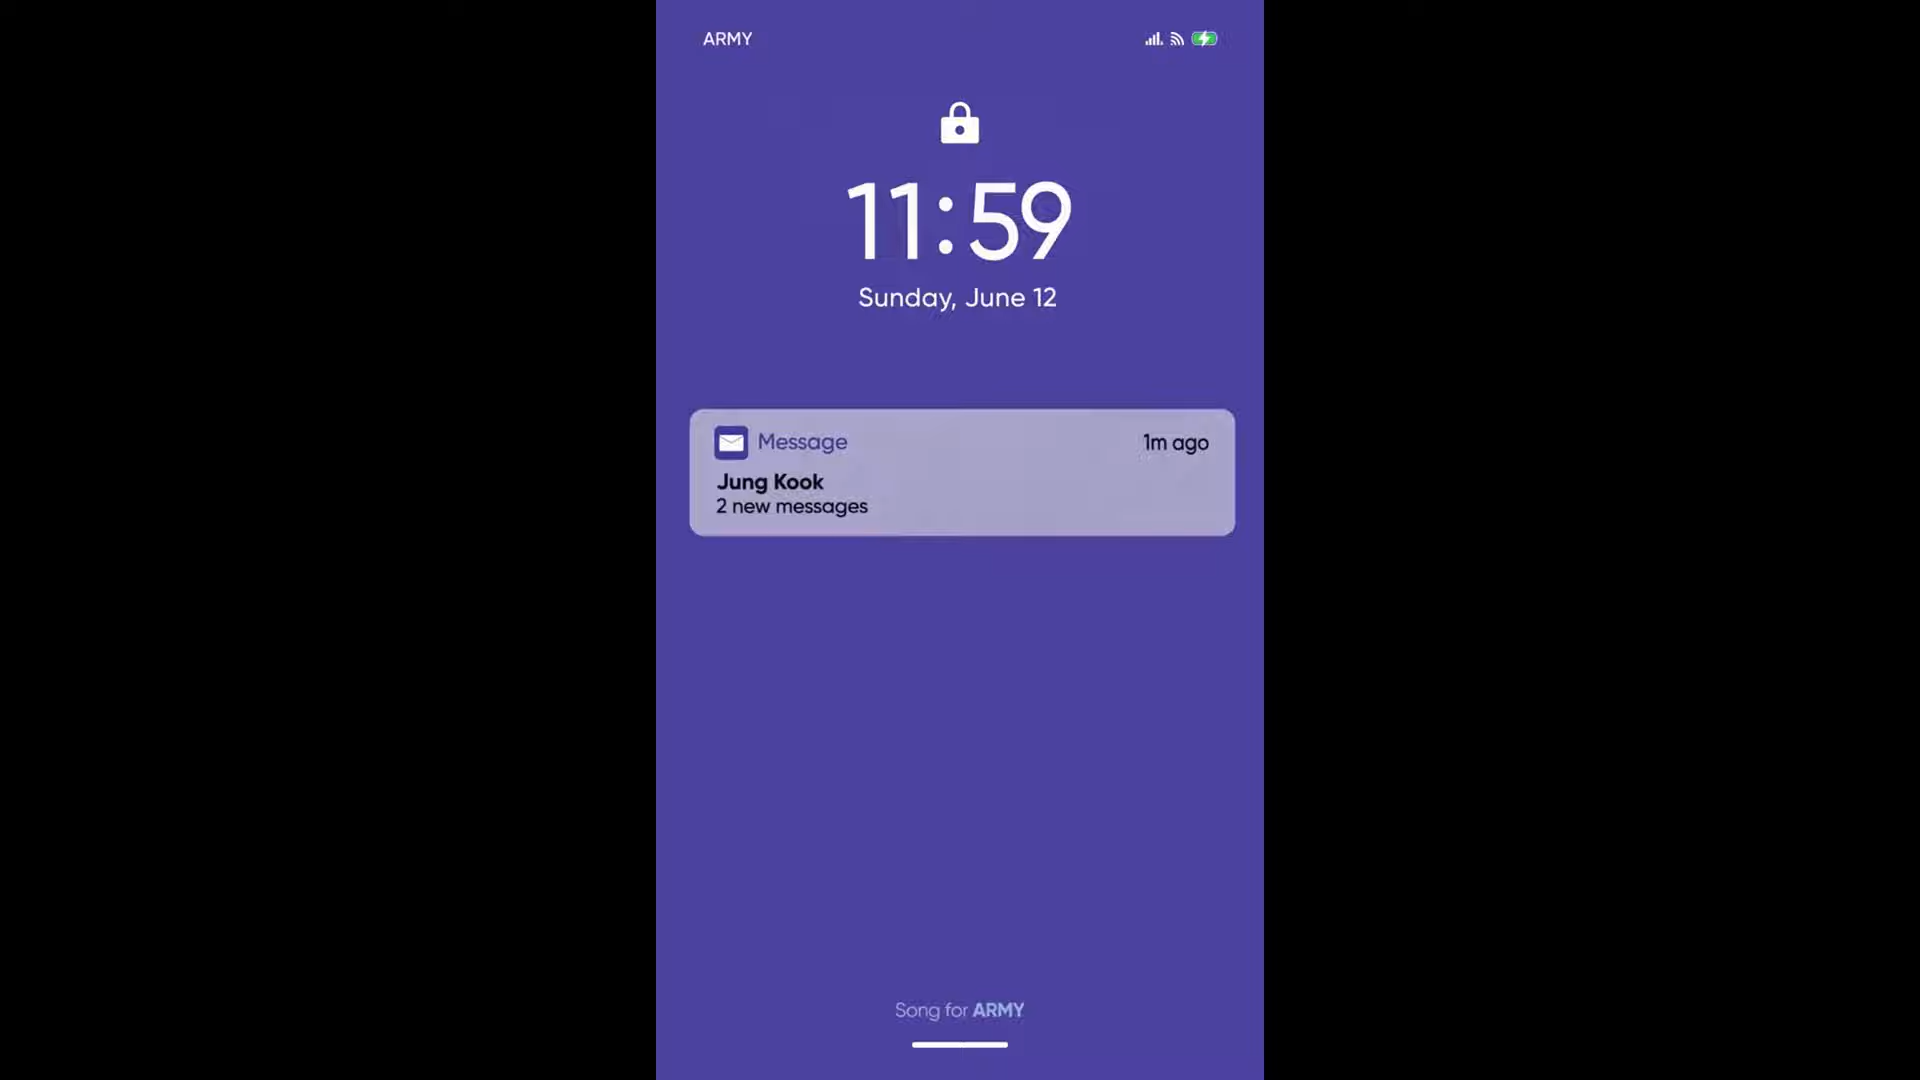 ARMY
11:59
Sunday, June 12
Message
1m ago
Jung Kook
2 new messages
Song for ARMY